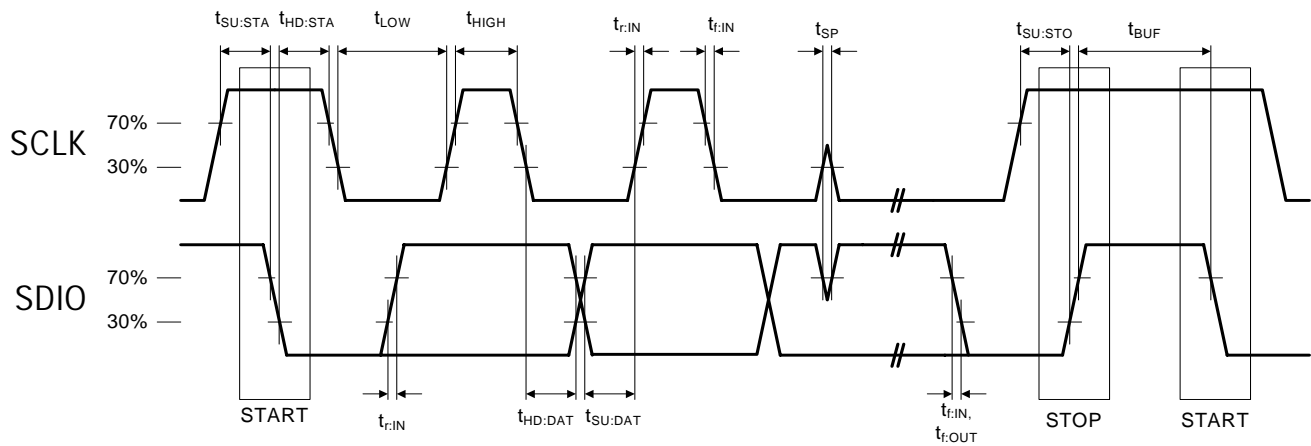 tSU:STA tHD:STA tLOW tHIGH tr:IN tf:IN tSP tSU:STO tBUF
SCLK
70%
30%
SDIO
70%
30%
START
tr:IN
tHD:DAT
tSU:DAT
tf:IN,
tf:OUT
STOP
START